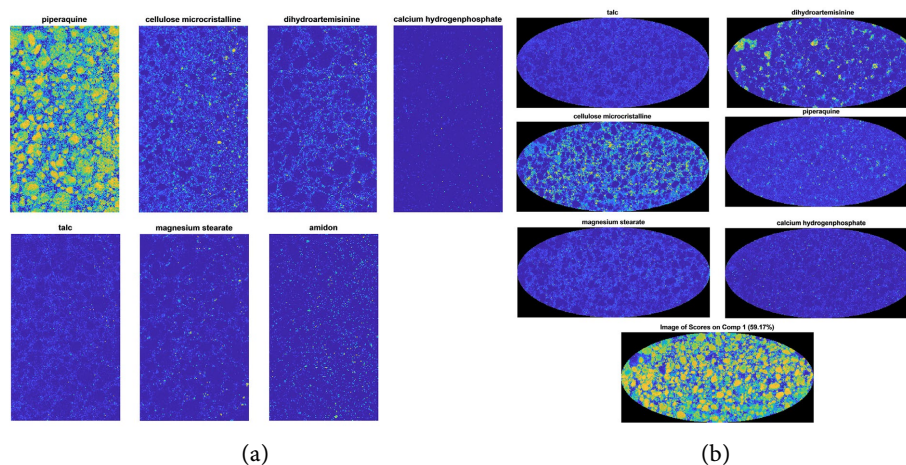 piperaquine
cellulose microcristalline
dihydroartemisinine
calcium hydrogenphosphate
talc
magnesium stearate
amidon
(a)
talc
dihydroartemisinine
cellulose microcristalline
piperaquine
magnesium stearate
calcium hydrogenphosphate
Image of Scores on Comp 1 (59.17%)
(b)